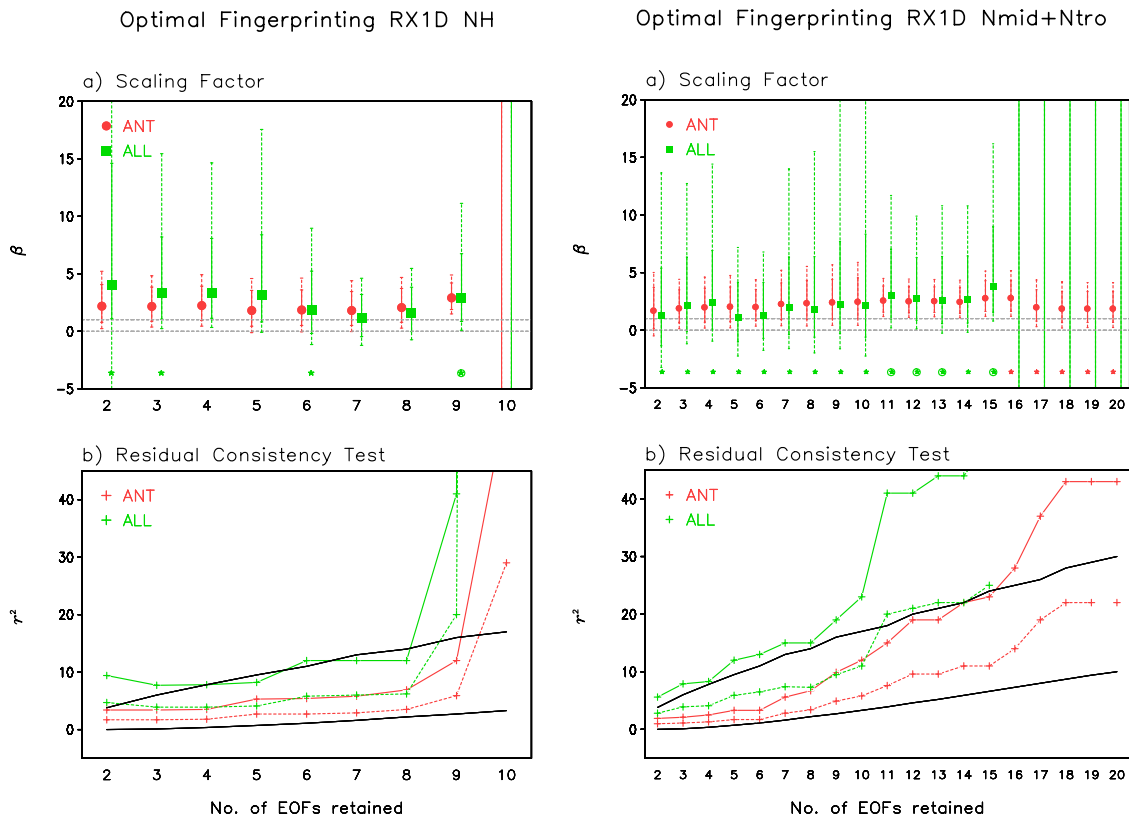 Optimal Fingerprinting RX1D NH
a) Scaling Factor
20
15
10
5
0
−5
β
ANT
ALL
2 3 4 5 6 7 8 9 10
b) Residual Consistency Test
40
30
20
10
0
r²
ANT
ALL
2 3 4 5 6 7 8 9 10
No. of EOFs retained
Optimal Fingerprinting RX1D Nmid+Ntro
a) Scaling Factor
20
15
10
5
0
−5
β
ANT
ALL
2 3 4 5 6 7 8 9 10 11 12 13 14 15 16 17 18 19 20
b) Residual Consistency Test
40
30
20
10
0
r²
ANT
ALL
2 3 4 5 6 7 8 9 10 11 12 13 14 15 16 17 18 19 20
No. of EOFs retained